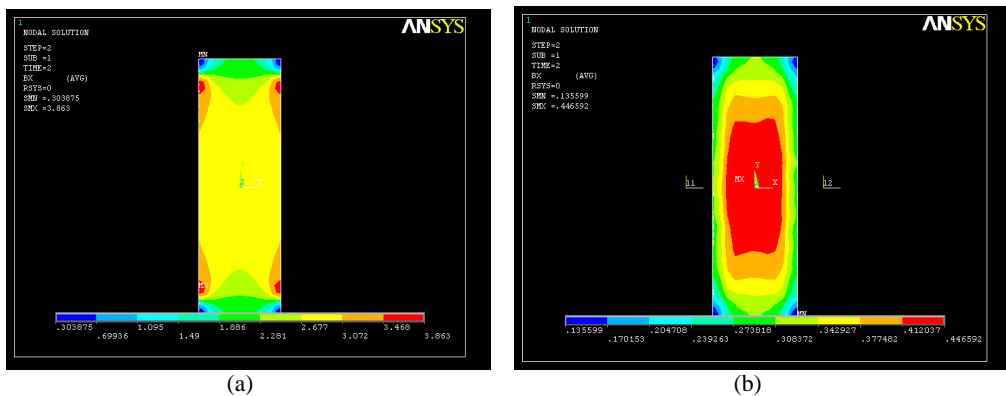 1
ANSYS
NODAL SOLUTION
STEP=2
SUB =1
TIME=2
BX (AVG)
RSYS=0
SMN =.303875
SMX =3.863
MN
Y
X
MX
.303875 1.095 1.886 2.677 3.468
.69936 1.49 2.281 3.072 3.863
(a)
1
ANSYS
NODAL SOLUTION
STEP=2
SUB =1
TIME=2
BX (AVG)
RSYS=0
SMN =.135599
SMX =.446592
Y
11 MX X 12
MN
.135599 .204708 .273818 .342927 .412037
.170153 .239263 .308372 .377482 .446592
(b)